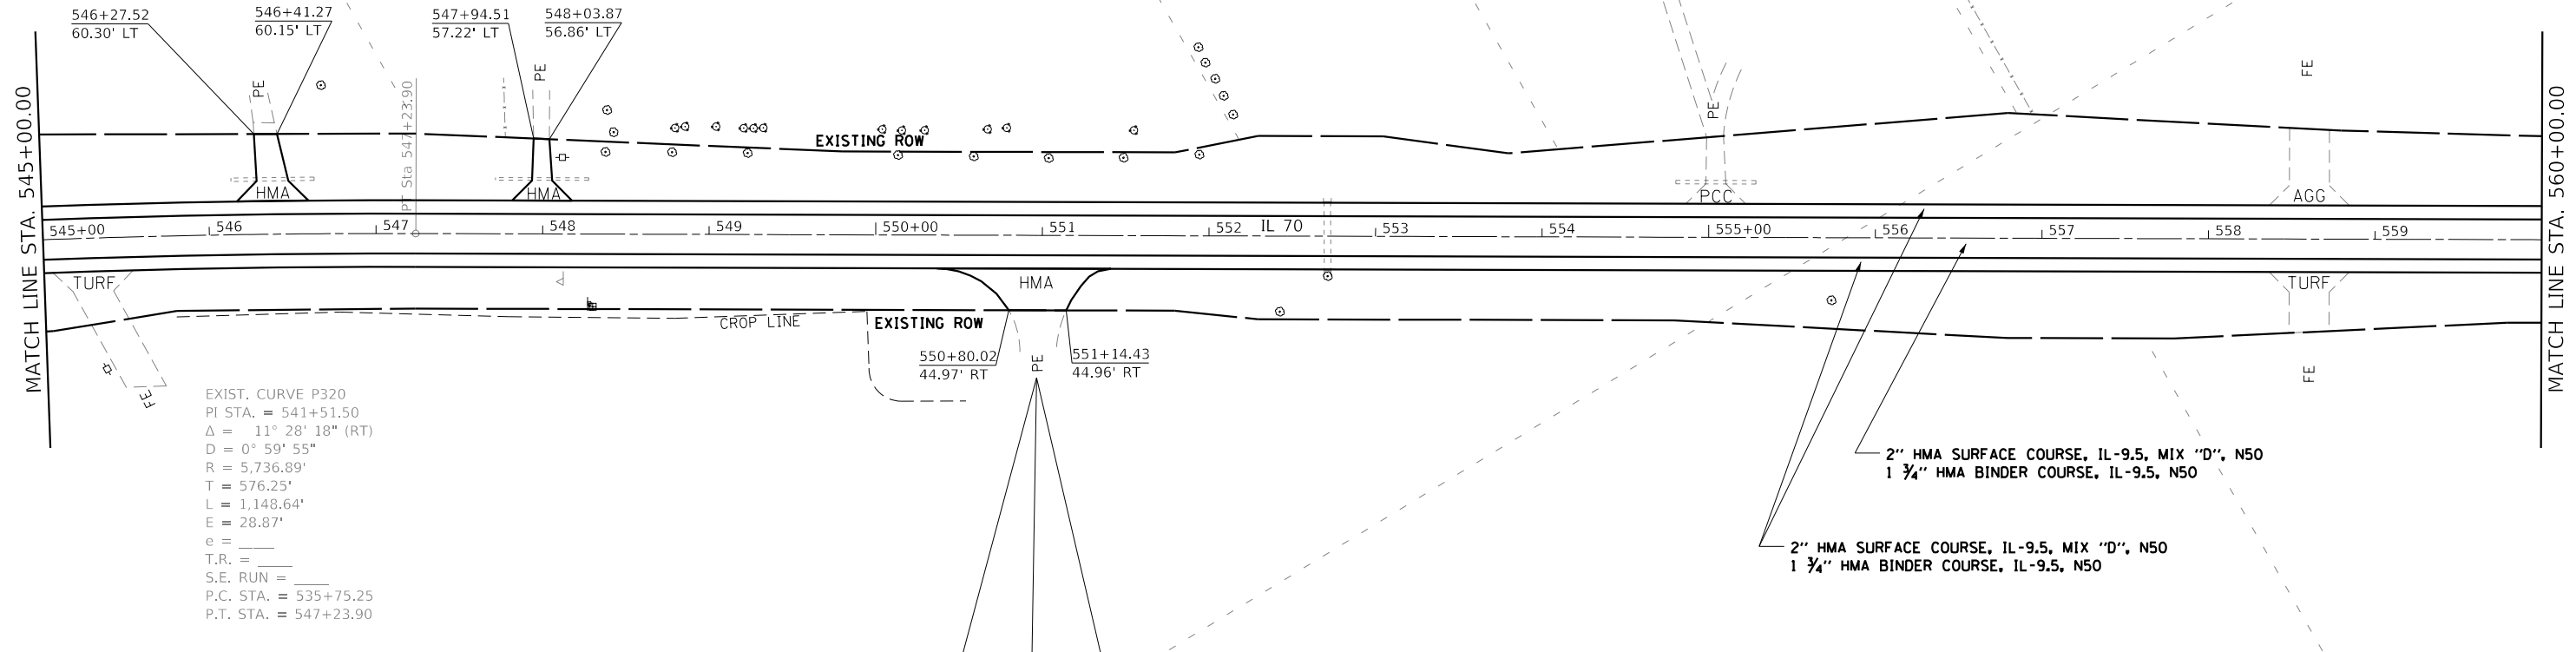 546+27.52
60.30' LT
546+41.27
60.15' LT
547+94.51
57.22' LT
548+03.87
56.86' LT
MATCH LINE STA. 545+00.00
PE
PT Sta 547+23.90
PE
EXISTING ROW
PE
FE
MATCH LINE STA. 560+00.00
HMA
HMA
PCC
AGG
545+00
546
547
548
549
550+00
551
552
IL 70
553
554
555+00
556
557
558
559
TURF
HMA
TURF
CROP LINE
EXISTING ROW
550+80.02
44.97' RT
PE
551+14.43
44.96' RT
FE
FE
EXIST. CURVE P320
PI STA. = 541+51.50
Δ = 11° 28' 18" (RT)
D = 0° 59' 55"
R = 5,736.89'
T = 576.25'
L = 1,148.64'
E = 28.87'
e = ____
T.R. = ____
S.E. RUN = ____
P.C. STA. = 535+75.25
P.T. STA. = 547+23.90
2" HMA SURFACE COURSE, IL-9.5, MIX "D", N50
1 ¾" HMA BINDER COURSE, IL-9.5, N50
2" HMA SURFACE COURSE, IL-9.5, MIX "D", N50
1 ¾" HMA BINDER COURSE, IL-9.5, N50